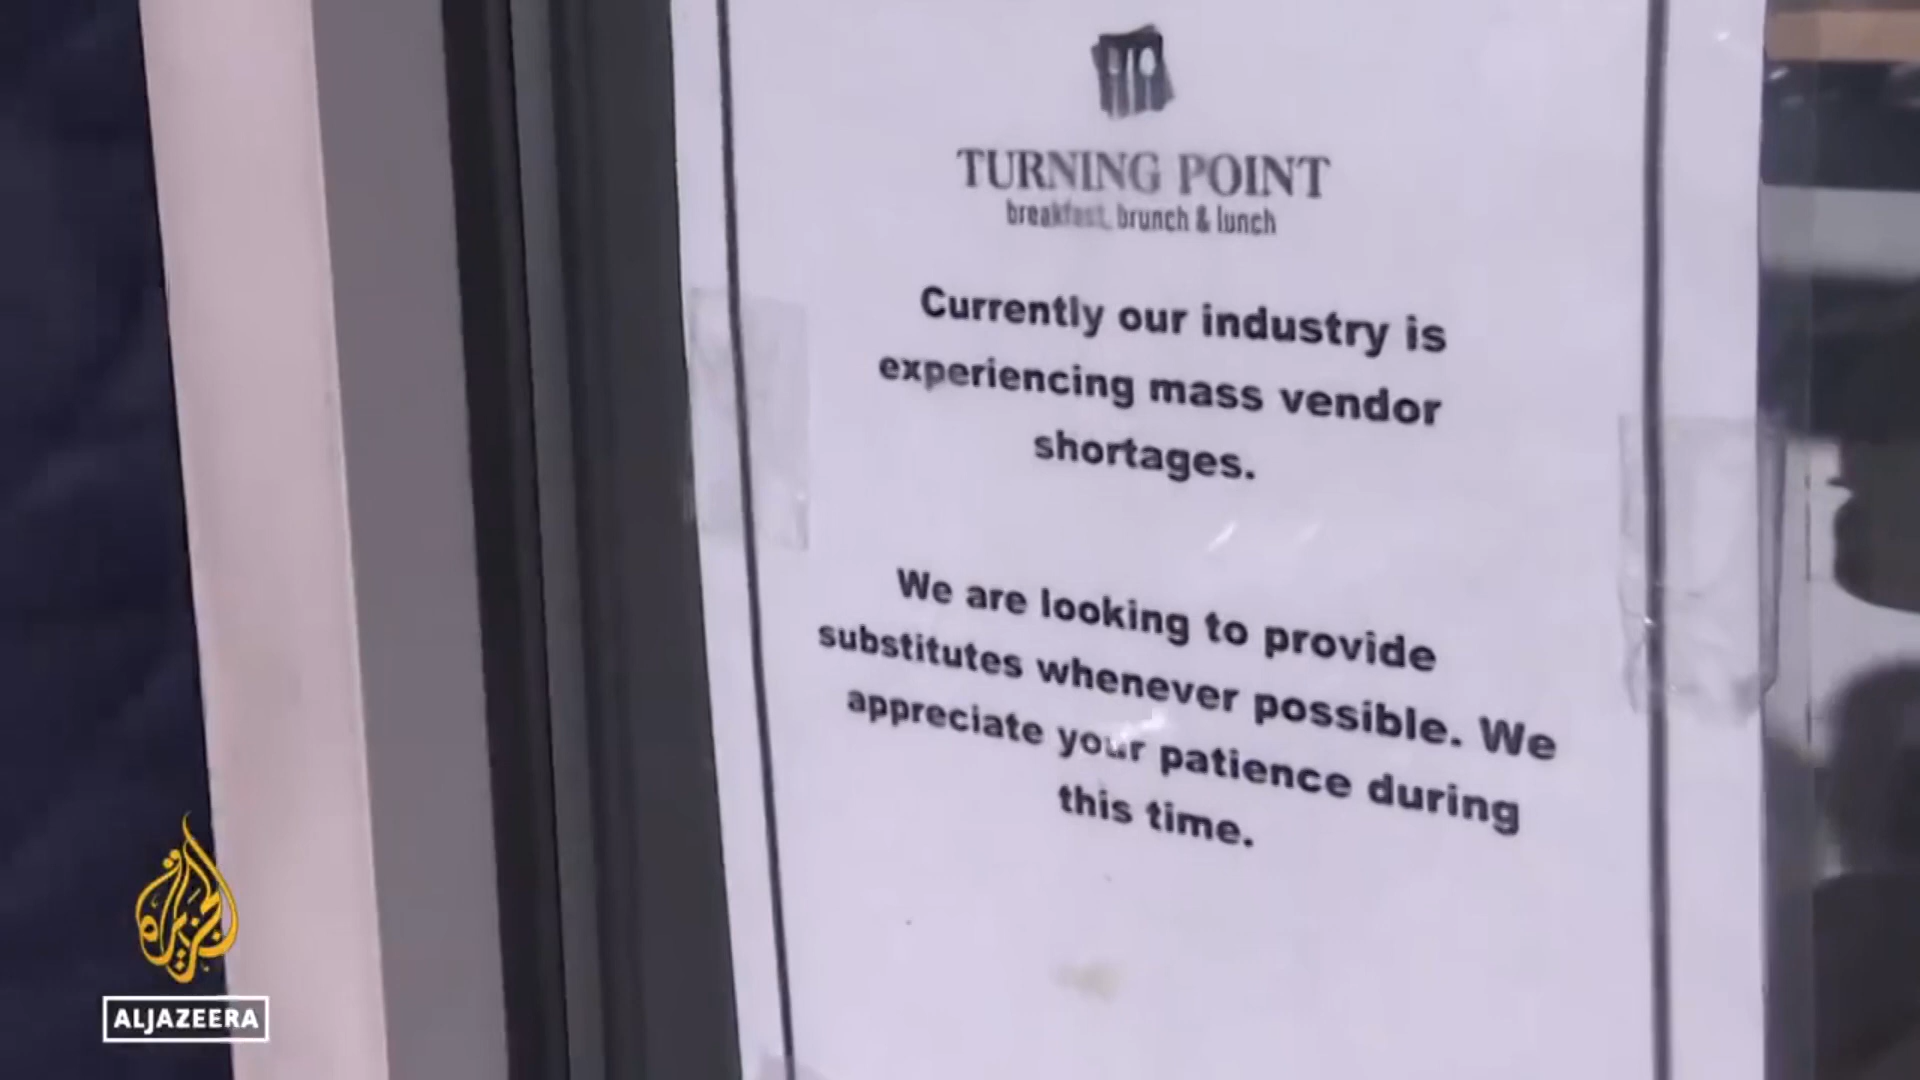 TURNING POINT
breakfast, brunch & lunch
Currently our industry is
experiencing mass vendor
shortages.
We are looking to provide
substitutes whenever possible. We
appreciate your patience during
this time.
الجزيرة
ALJAZEERA